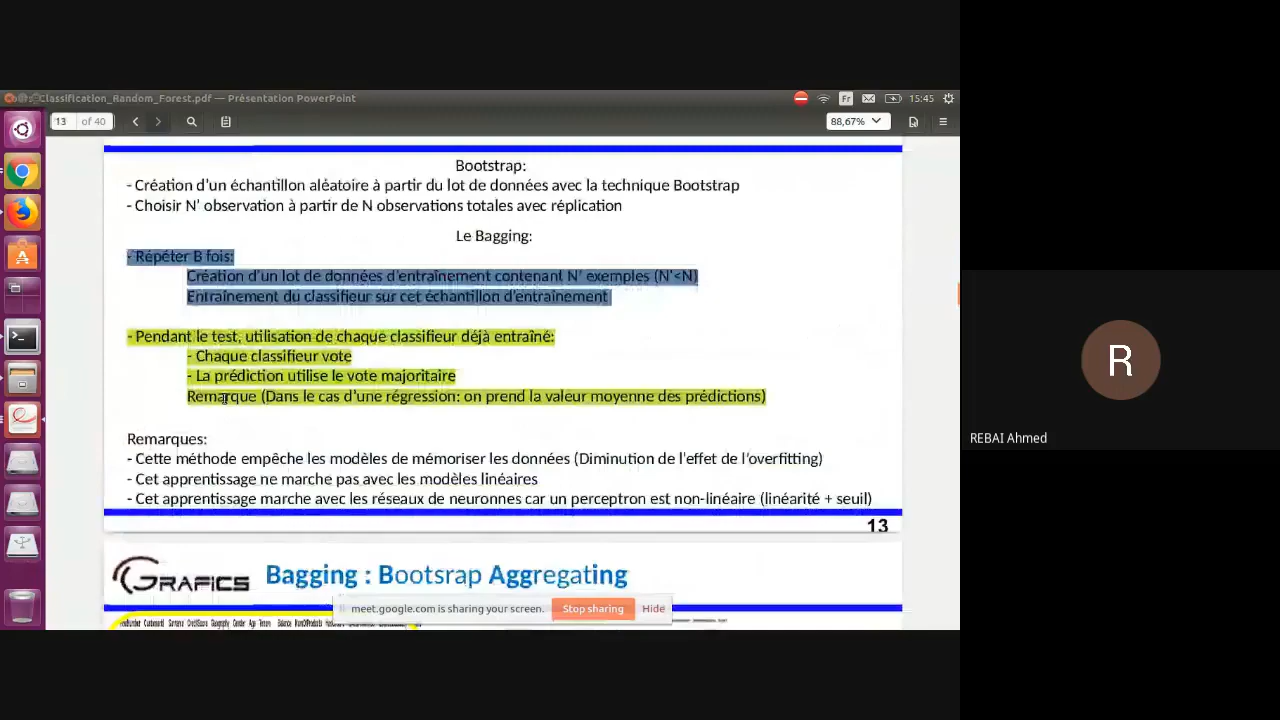 Classification_Random_Forest.pdf — Présentation PowerPoint
Fr
15:45
13 of 40
88,67%
Bootstrap:
- Création d'un échantillon aléatoire à partir du lot de données avec la technique Bootstrap
- Choisir N' observation à partir de N observations totales avec réplication
Le Bagging:
- Répéter B fois:
Création d'un lot de données d'entraînement contenant N' exemples (N'<N)
Entraînement du classifieur sur cet échantillon d'entraînement
- Pendant le test, utilisation de chaque classifieur déjà entraîné:
- Chaque classifieur vote
- La prédiction utilise le vote majoritaire
Remarque (Dans le cas d'une régression: on prend la valeur moyenne des prédictions)
Remarques:
- Cette méthode empêche les modèles de mémoriser les données (Diminution de l'effet de l'overfitting)
- Cet apprentissage ne marche pas avec les modèles linéaires
- Cet apprentissage marche avec les réseaux de neuronnes car un perceptron est non-linéaire (linéarité + seuil)
13
GRAFICS
Bagging : Bootsrap Aggregating
meet.google.com is sharing your screen.
Stop sharing
Hide
R
REBAI Ahmed